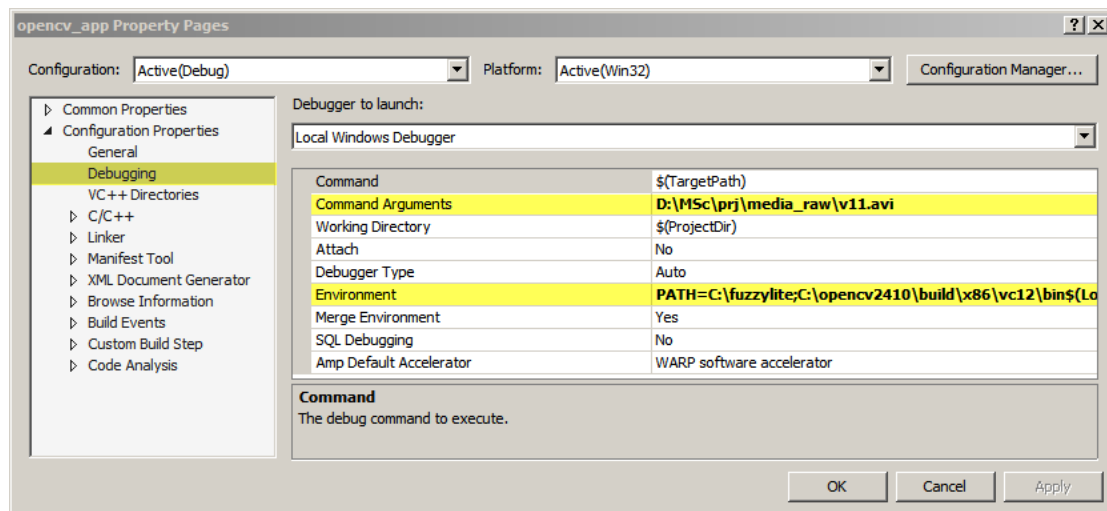 opencv_app Property Pages
Configuration: Active(Debug) Platform: Active(Win32) Configuration Manager...
Common Properties
Configuration Properties
General
Debugging
VC++ Directories
C/C++
Linker
Manifest Tool
XML Document Generator
Browse Information
Build Events
Custom Build Step
Code Analysis
Debugger to launch:
Local Windows Debugger
Command $(TargetPath)
Command Arguments D:\MSc\prj\media_raw\v11.avi
Working Directory $(ProjectDir)
Attach No
Debugger Type Auto
Environment PATH=C:\fuzzylite;C:\opencv2410\build\x86\vc12\bin$(Lo
Merge Environment Yes
SQL Debugging No
Amp Default Accelerator WARP software accelerator
Command
The debug command to execute.
OK Cancel Apply